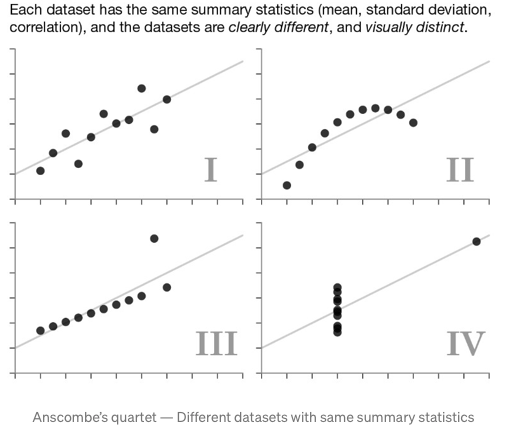 Each dataset has the same summary statistics (mean, standard deviation,
correlation), and the datasets are clearly different, and visually distinct.
I
II
III
IV
Anscombe's quartet — Different datasets with same summary statistics